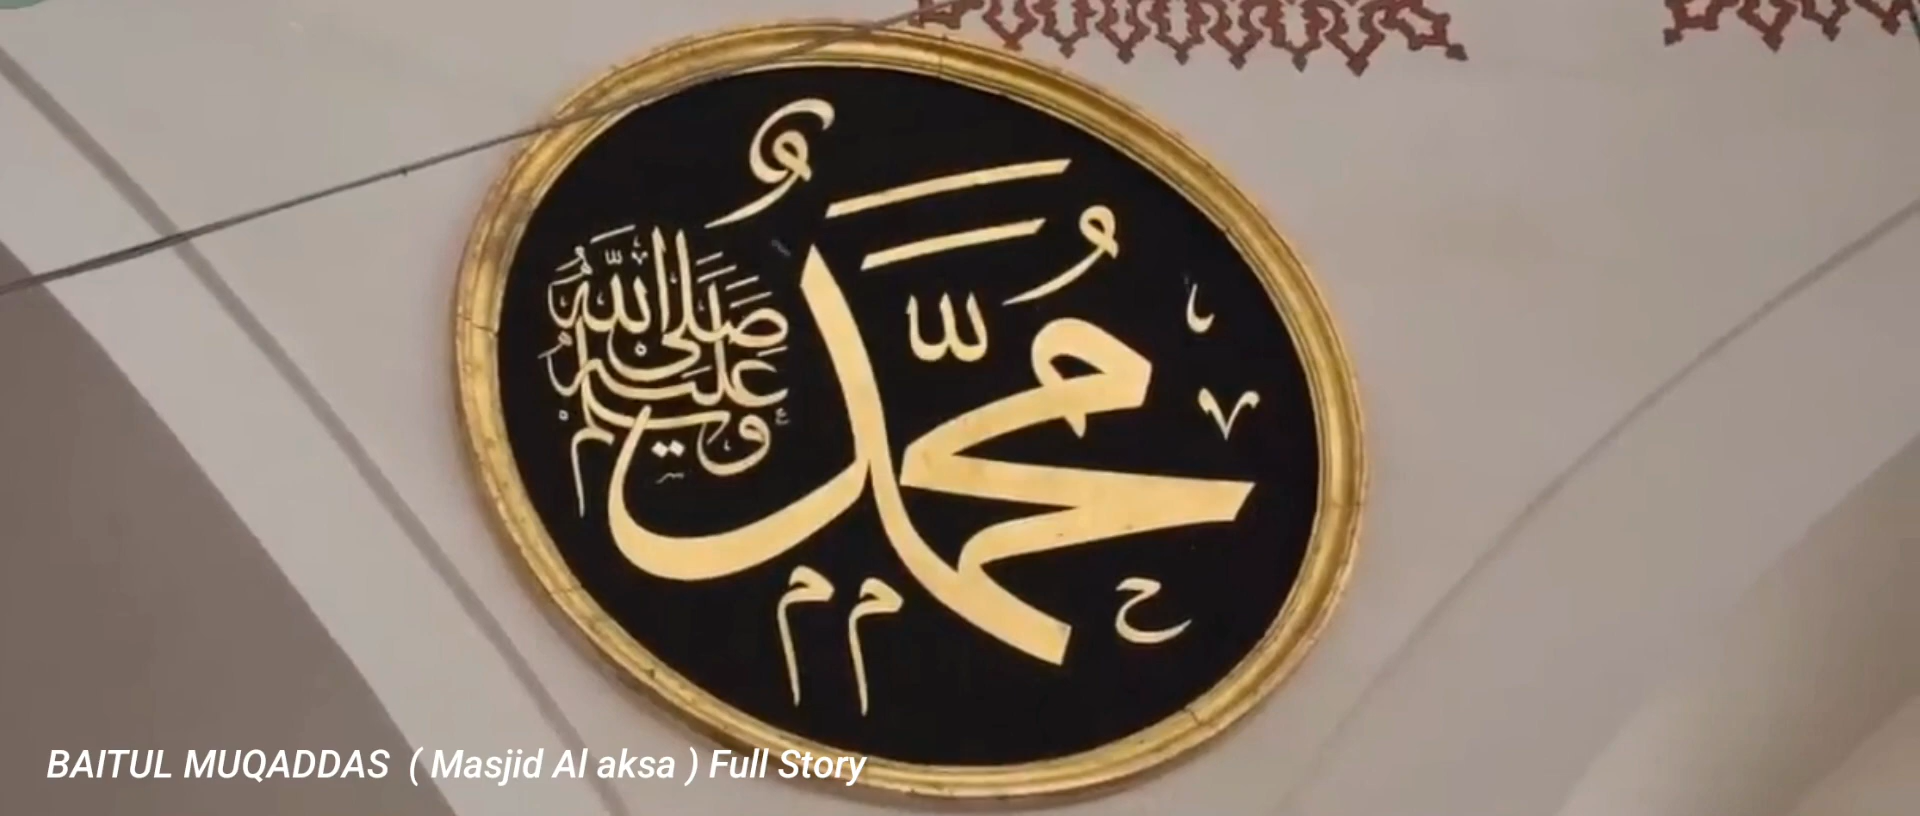 محمد
صلى الله
عليه
وسلم
BAITUL MUQADDAS ( Masjid Al aksa ) Full Story